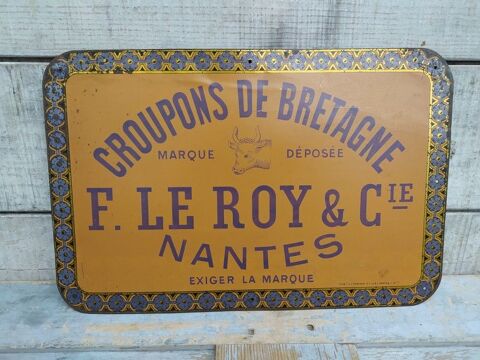 CROUPONS DE BRETAGNE
MARQUE DÉPOSÉE
F. LE ROY & CIE
NANTES
EXIGER LA MARQUE